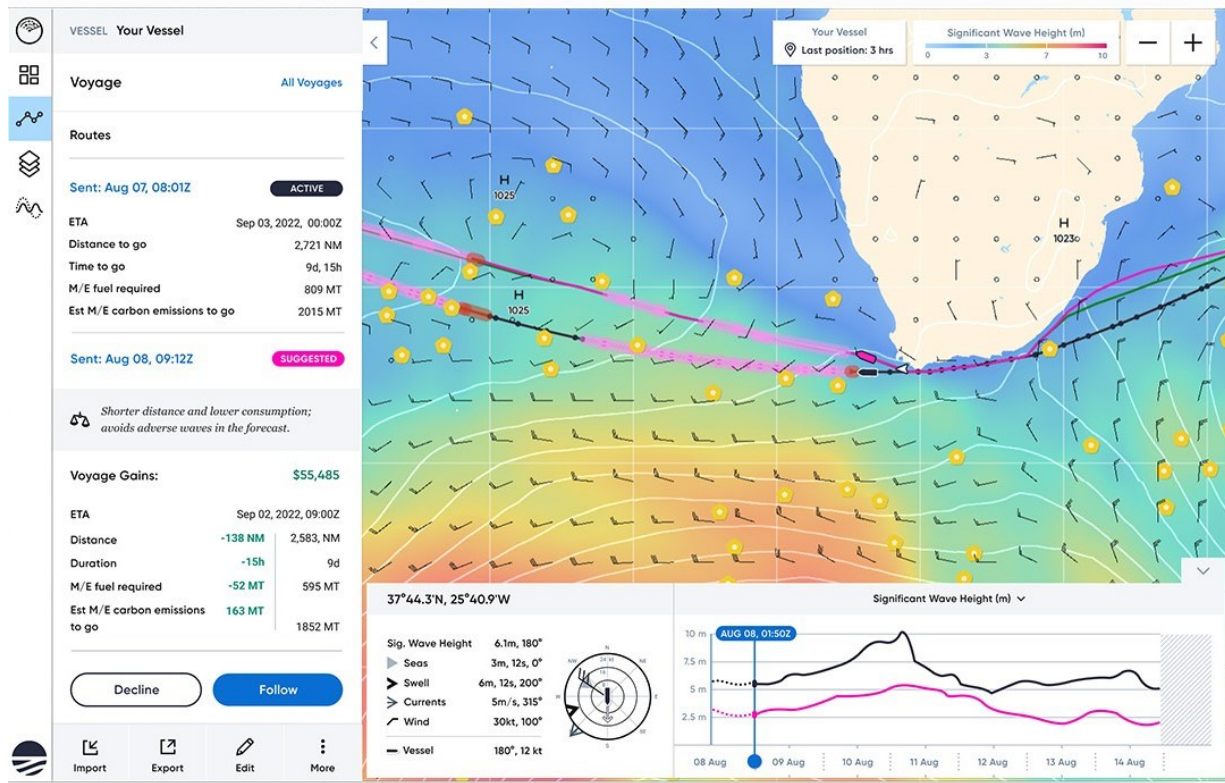 VESSEL Your Vessel
Voyage
All Voyages
Routes
Sent: Aug 07, 08:01Z
ACTIVE
ETA Sep 03, 2022, 00:00Z
Distance to go 2,721 NM
Time to go 9d, 15h
M/E fuel required 809 MT
Est M/E carbon emissions to go 2015 MT
Sent: Aug 08, 09:12Z
SUGGESTED
Shorter distance and lower consumption;
avoids adverse waves in the forecast.
Voyage Gains: $55,485
ETA Sep 02, 2022, 09:00Z
Distance -138 NM 2,583, NM
Duration -15h 9d
M/E fuel required -52 MT 595 MT
Est M/E carbon emissions 163 MT
to go 1852 MT
Decline
Follow
Import
Export
Edit
More
Your Vessel
Last position: 3 hrs
Significant Wave Height (m)
0 3 7 10
H
1025
H
1025
H
1023
37°44.3'N, 25°40.9'W
Sig. Wave Height 6.1m, 180°
Seas 3m, 12s, 0°
Swell 6m, 12s, 200°
Currents 5m/s, 315°
Wind 30kt, 100°
Vessel 180°, 12 kt
N
NW
NE
24
W
E
S
Significant Wave Height (m)
AUG 08, 01:50Z
10 m
7.5 m
5 m
2.5 m
08 Aug 09 Aug 10 Aug 11 Aug 12 Aug 13 Aug 14 Aug